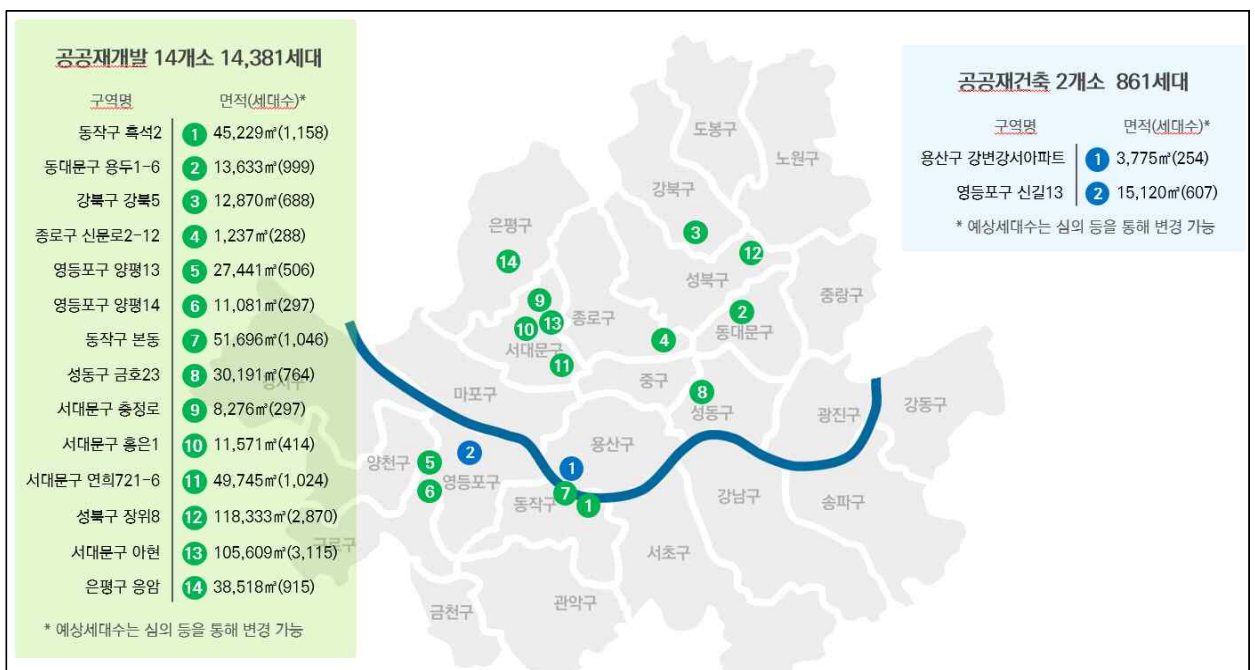 공공재개발 14개소 14,381세대
구역명 면적(세대수)*
동작구 흑석2 1 45,229㎡(1,158)
동대문구 용두1-6 2 13,633㎡(999)
강북구 강북5 3 12,870㎡(688)
종로구 신문로2-12 4 1,237㎡(288)
영등포구 양평13 5 27,441㎡(506)
영등포구 양평14 6 11,081㎡(297)
동작구 본동 7 51,696㎡(1,046)
성동구 금호23 8 30,191㎡(764)
서대문구 충정로 9 8,276㎡(297)
서대문구 홍은1 10 11,571㎡(414)
서대문구 연희721-6 11 49,745㎡(1,024)
성북구 장위8 12 118,333㎡(2,870)
서대문구 아현 13 105,609㎡(3,115)
은평구 응암 14 38,518㎡(915)
* 예상세대수는 심의 등을 통해 변경 가능
공공재건축 2개소 861세대
구역명 면적(세대수)*
용산구 강변강서아파트 1 3,775㎡(254)
영등포구 신길13 2 15,120㎡(607)
* 예상세대수는 심의 등을 통해 변경 가능
도봉구
노원구
강북구
은평구
3
12
14
성북구
중랑구
9
2
종로구
13
10
동대문구
서대문구
4
11
중구
8
성동구
마포구
광진구
강동구
용산구
양천구
5
2
영등포구
1
6
7
동작구
1
강남구
송파구
구로구
서초구
금천구
관악구